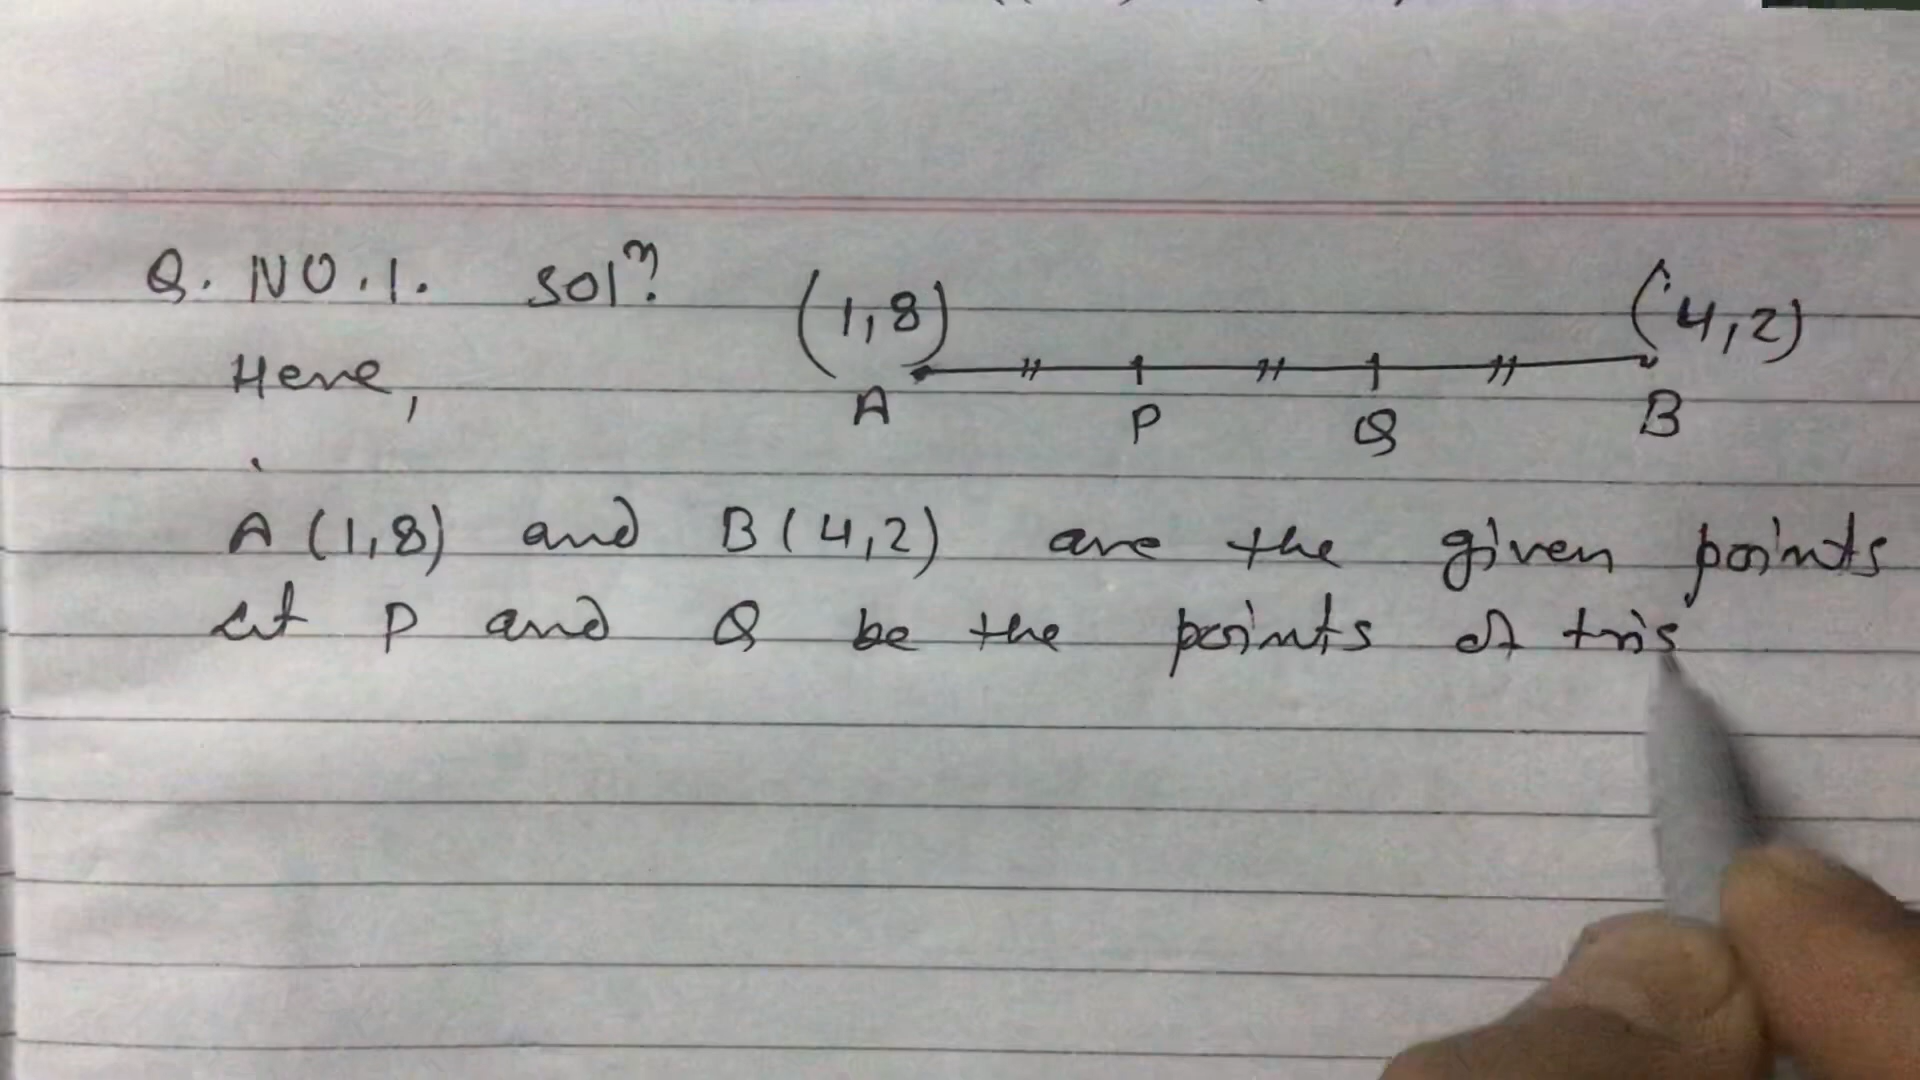 Q. NO.1. solⁿ
(1,8) (4,2)
Here,
A P Q B
A (1,8) and B(4,2) are the given points
let P and Q be the points of tris